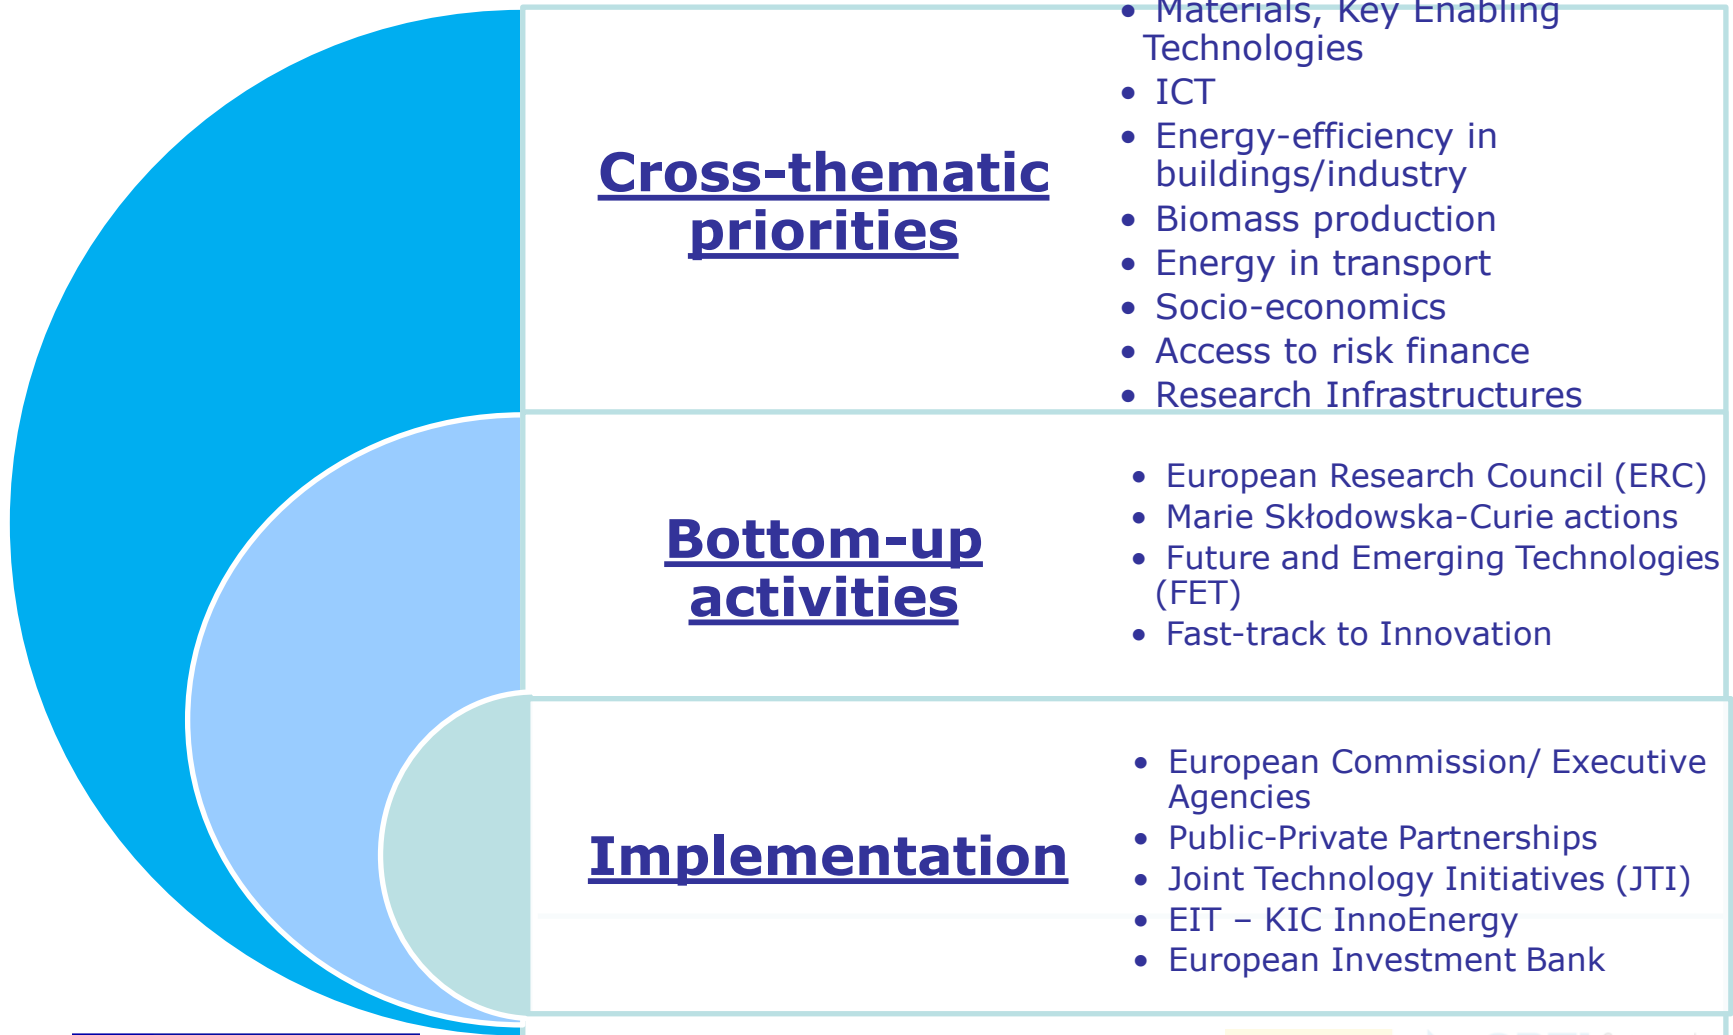 Cross-thematic
priorities
• Materials, Key Enabling
Technologies
• ICT
• Energy-efficiency in
buildings/industry
• Biomass production
• Energy in transport
• Socio-economics
• Access to risk finance
• Research Infrastructures
Bottom-up
activities
• European Research Council (ERC)
• Marie Skłodowska-Curie actions
• Future and Emerging Technologies
(FET)
• Fast-track to Innovation
Implementation
• European Commission/ Executive
Agencies
• Public-Private Partnerships
• Joint Technology Initiatives (JTI)
• EIT – KIC InnoEnergy
• European Investment Bank